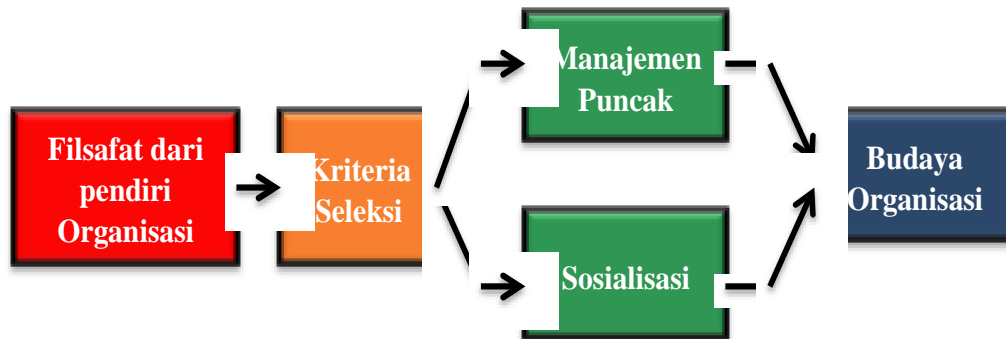 Filsafat dari
pendiri
Organisasi
Kriteria
Seleksi
Manajemen
Puncak
Sosialisasi
Budaya
Organisasi